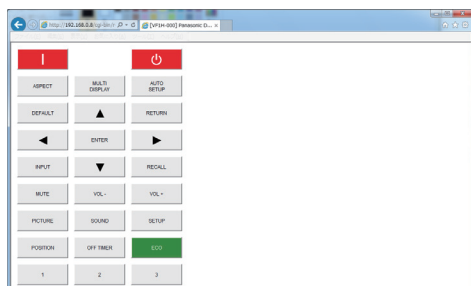 http://192.168.0.8/cgi-bin/r
[VP1H-000] Panasonic D...
ASPECT
MULTI
DISPLAY
AUTO
SETUP
DEFAULT
RETURN
ENTER
INPUT
RECALL
MUTE
VOL -
VOL +
PICTURE
SOUND
SETUP
POSITION
OFF TIMER
ECO
1
2
3